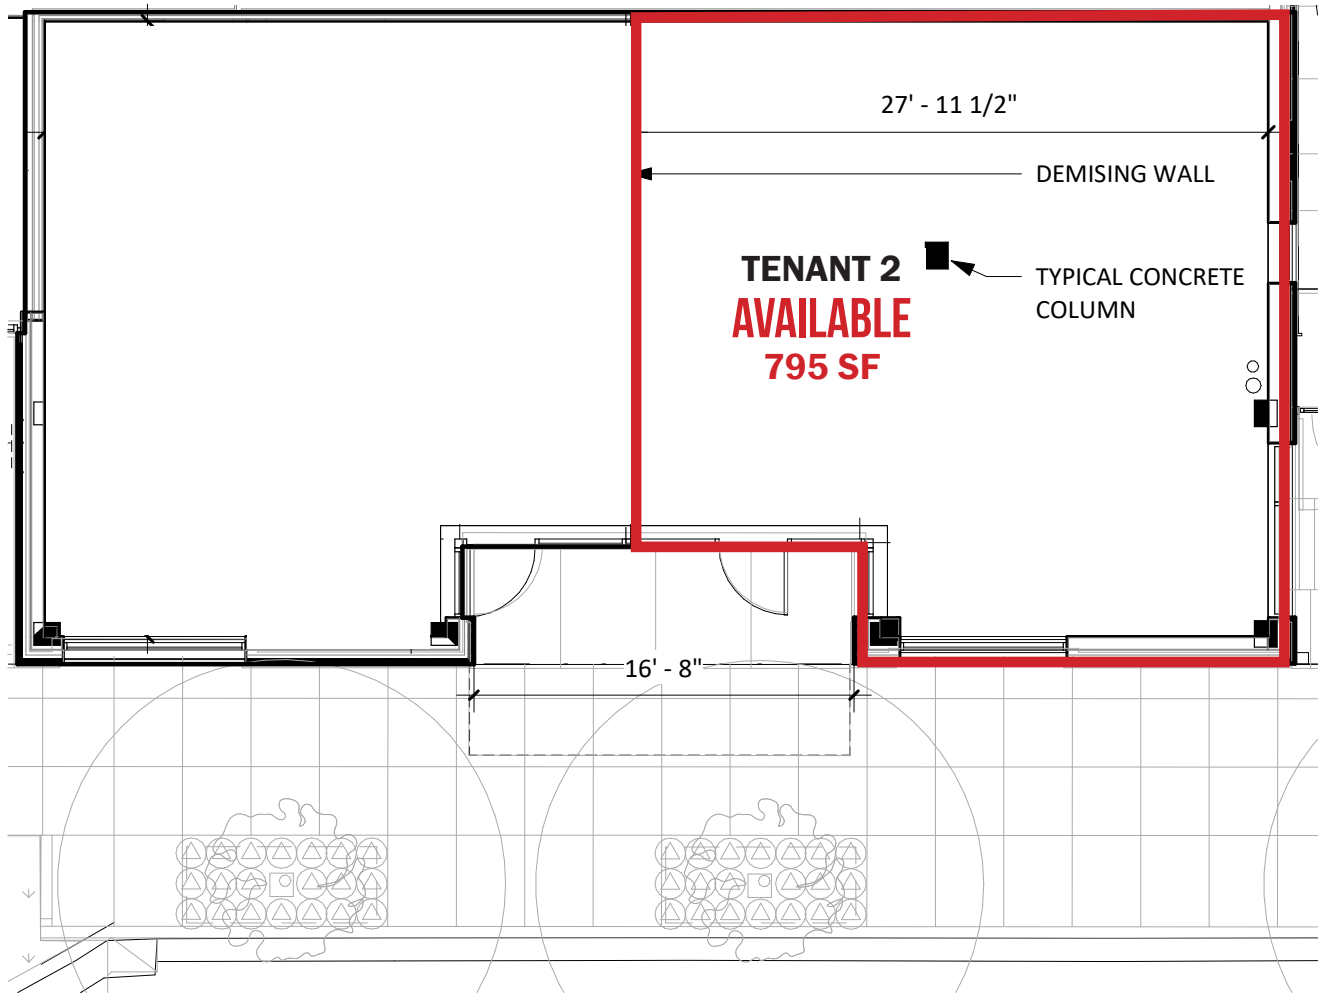 27' - 11 1/2"
DEMISING WALL
TENANT 2
AVAILABLE
795 SF
TYPICAL CONCRETE
COLUMN
16' - 8"